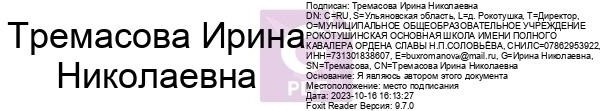 Тремасова Ирина
Николаевна
Подписан: Тремасова Ирина Николаевна
DN: C=RU, S=Ульяновская область, L=д. Рокотушка, T=Директор,
O=МУНИЦИПАЛЬНОЕ ОБЩЕОБРАЗОВАТЕЛЬНОЕ УЧРЕЖДЕНИЕ
РОКОТУШИНСКАЯ ОСНОВНАЯ ШКОЛА ИМЕНИ ПОЛНОГО
КАВАЛЕРА ОРДЕНА СЛАВЫ Н.П.СОЛОВЬЁВА, СНИЛС=07862953922,
ИНН=731301838607, E=buxromanova@mail.ru, G=Ирина Николаевна,
SN=Тремасова, CN=Тремасова Ирина Николаевна
Основание: Я являюсь автором этого документа
Местоположение: место подписания
Дата: 2023-10-16 16:13:27
Foxit Reader Версия: 9.7.0